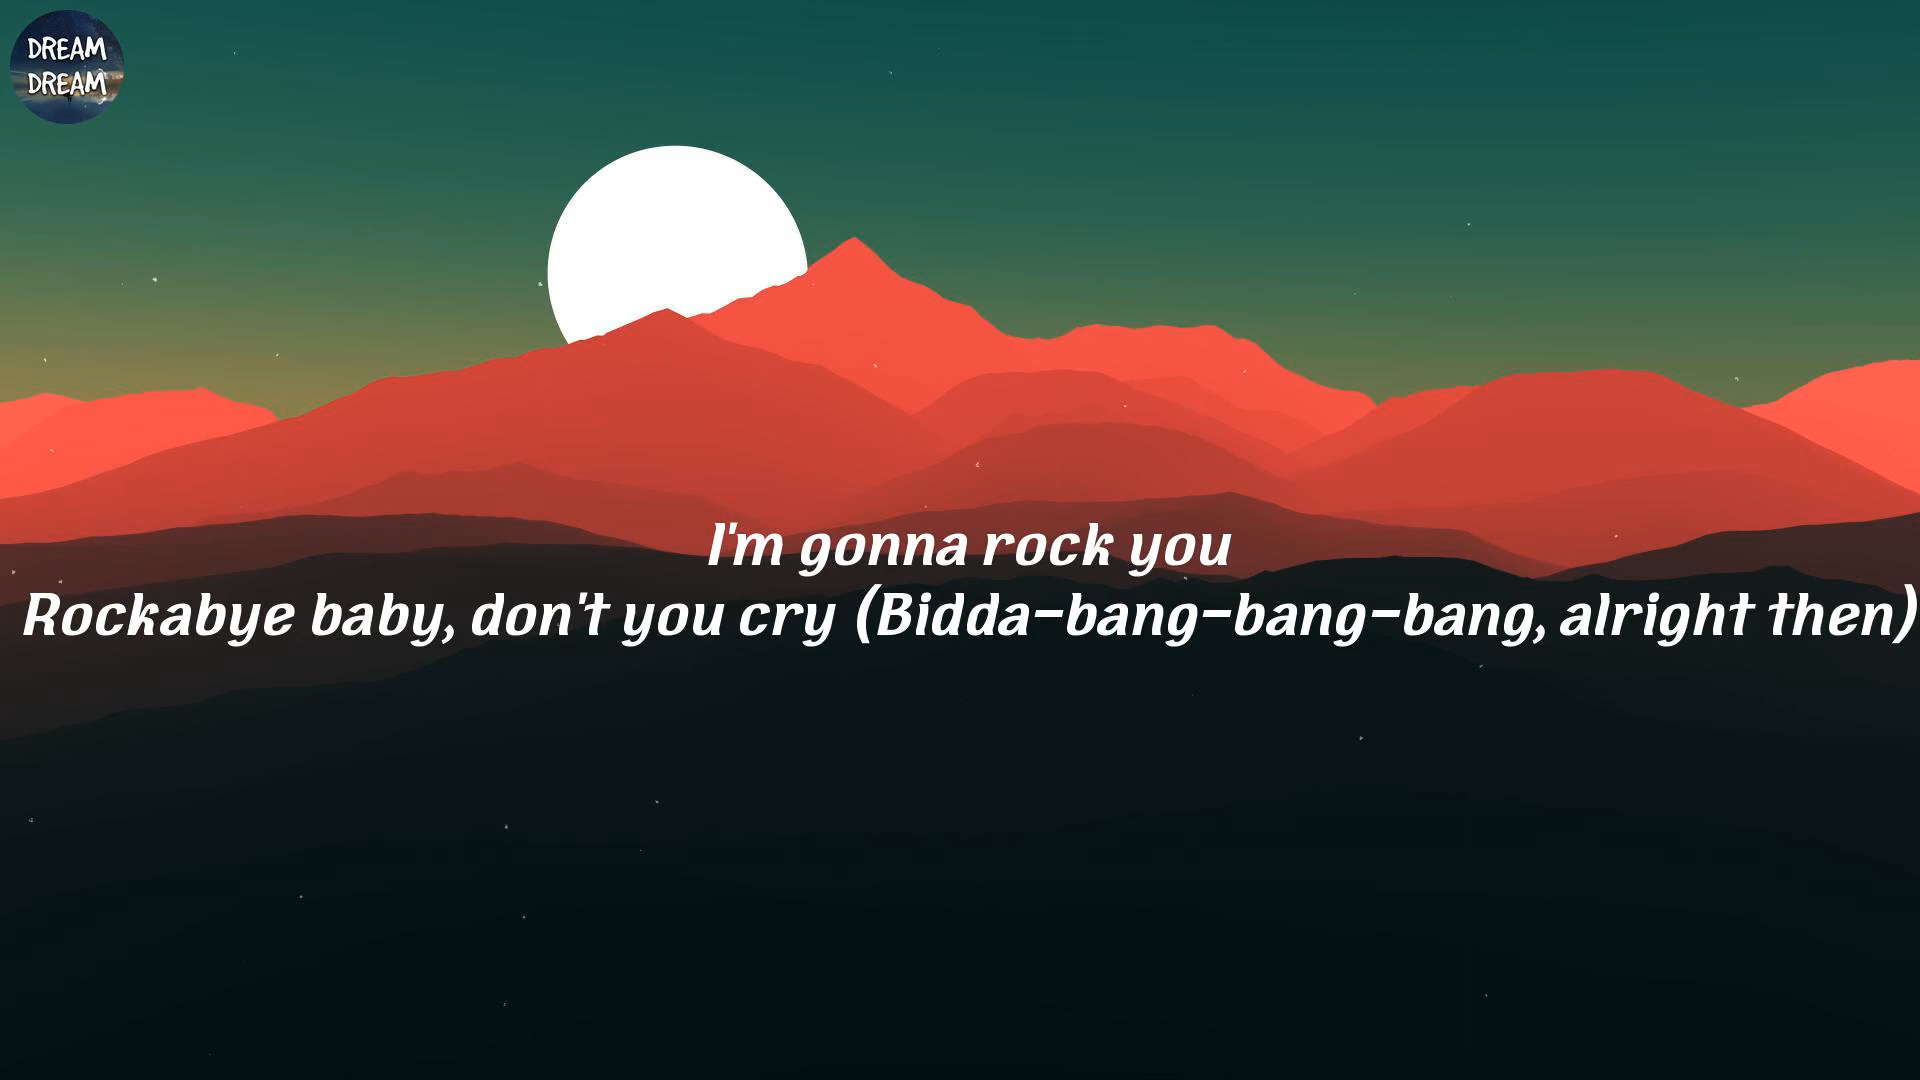 DREAM
DREAM
I'm gonna rock you
Rockabye baby, don't you cry (Bidda-bang-bang-bang, alright then)